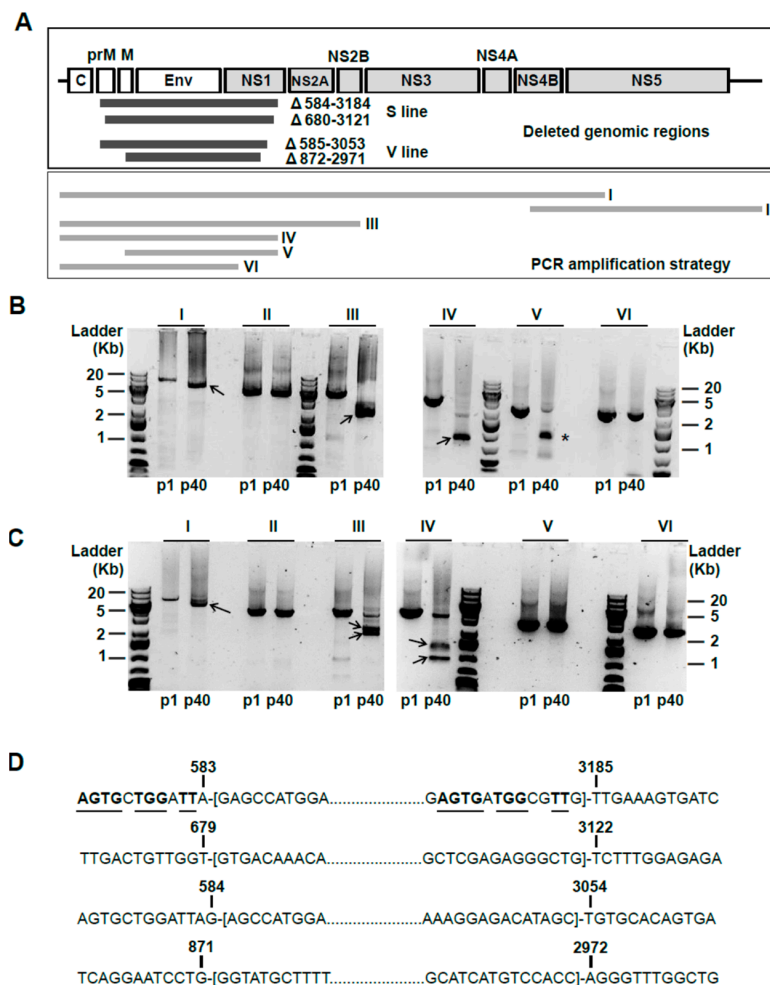 A
prM M NS2B NS4A
C Env NS1 NS2A NS3 NS4B NS5
Δ 584-3184
Δ 680-3121
S line
Δ 585-3053
Δ 872-2971
V line
Deleted genomic regions
I
I
III
IV
V
VI
PCR amplification strategy
B
I II III IV V VI
Ladder (Kb) Ladder (Kb)
20 20
5 5
2 2
1 1
*
p1 p40 p1 p40 p1 p40 p1 p40 p1 p40 p1 p40
C
I II III IV V VI
Ladder (Kb) Ladder (Kb)
20 20
5 5
2 2
1 1
p1 p40 p1 p40 p1 p40 p1 p40 p1 p40 p1 p40
D
583 3185
AGTGCTGGATTA-[GAGCCATGGA......................GAGTGATGGCGTTG]-TTGAAAGTGATC
679 3122
TTGACTGTTGGT-[GTGACAAACA......................GCTCGAGAGGGCTG]-TCTTTGGAGAGA
584 3054
AGTGCTGGATTAG-[AGCCATGGA......................AAAGGAGACATAGC]-TGTGCACAGTGA
871 2972
TCAGGAATCCTG-[GGTATGCTTTT.....................GCATCATGTCCACC]-AGGGTTTGGCTG